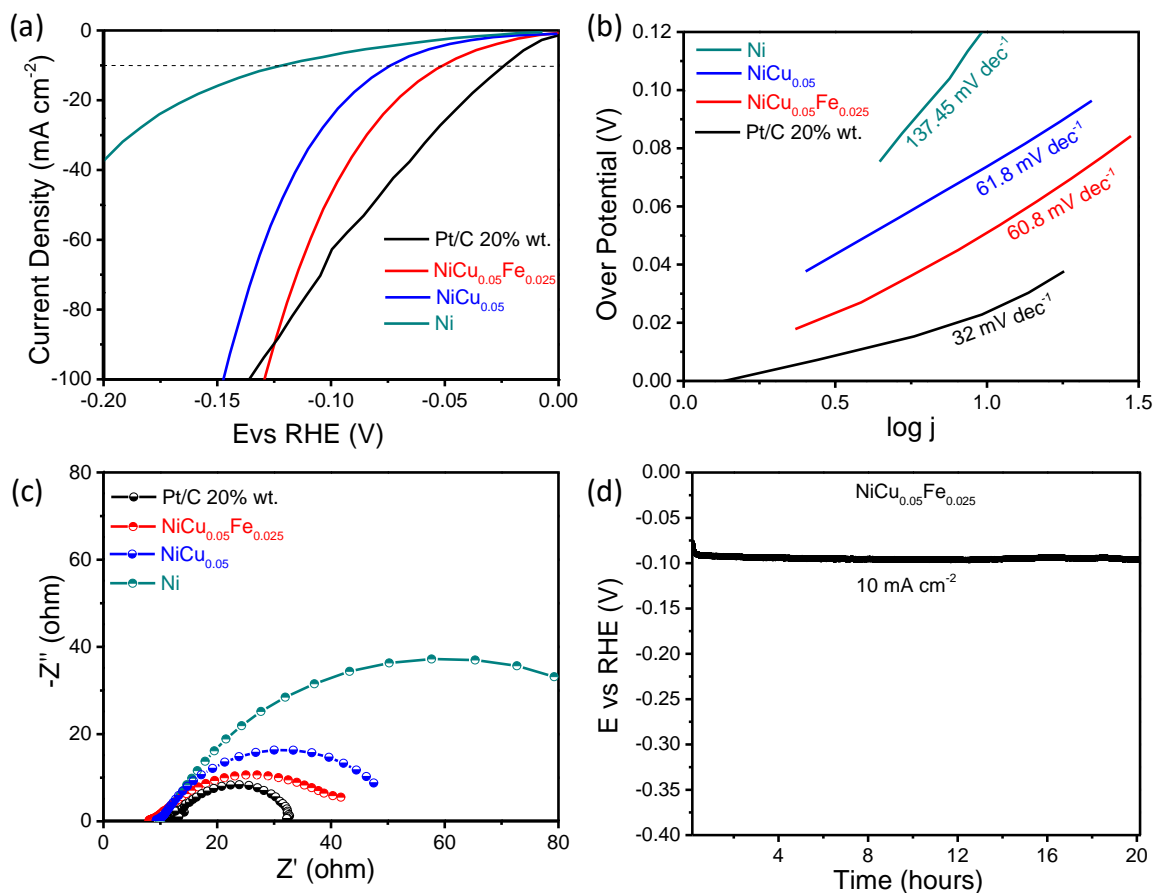 (a)
0
-20
-40
-60
-80
-100
Current Density (mA cm⁻²)
Pt/C 20% wt.
NiCu₀.₀₅Fe₀.₀₂₅
NiCu₀.₀₅
Ni
-0.20 -0.15 -0.10 -0.05 0.00
Evs RHE (V)
(b)
0.12
0.10
0.08
0.06
0.04
0.02
0.00
Over Potential (V)
Ni
NiCu₀.₀₅
NiCu₀.₀₅Fe₀.₀₂₅
Pt/C 20% wt.
137.45 mV dec⁻¹
61.8 mV dec⁻¹
60.8 mV dec⁻¹
32 mV dec⁻¹
0.0 0.5 1.0 1.5
log j
(c)
80
60
40
20
0
-Z" (ohm)
Pt/C 20% wt.
NiCu₀.₀₅Fe₀.₀₂₅
NiCu₀.₀₅
Ni
0 20 40 60 80
Z' (ohm)
(d)
0.00
-0.05
-0.10
-0.15
-0.20
-0.25
-0.30
-0.35
-0.40
E vs RHE (V)
NiCu₀.₀₅Fe₀.₀₂₅
10 mA cm⁻²
4 8 12 16 20
Time (hours)